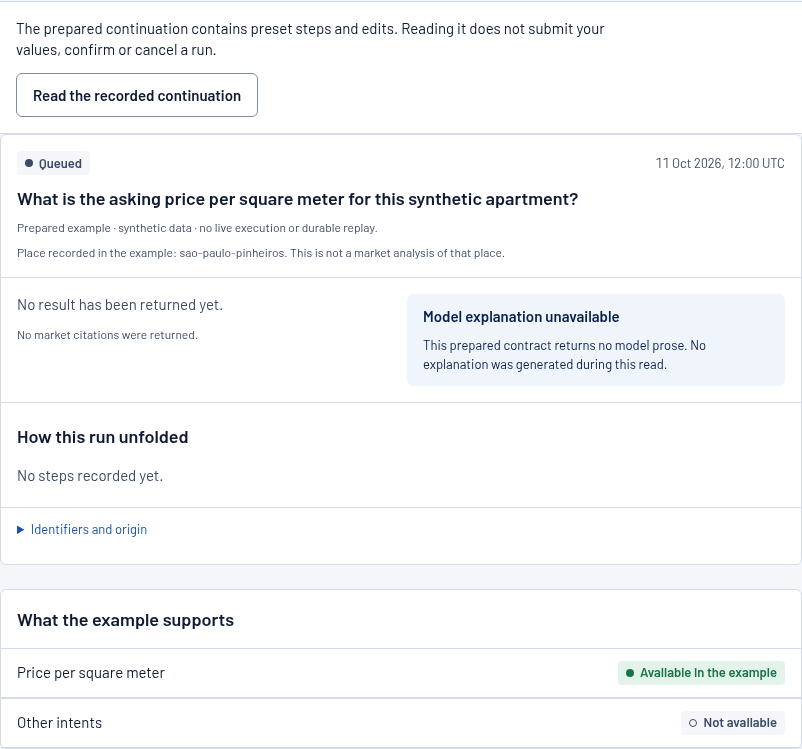 The prepared continuation contains preset steps and edits. Reading it does not submit your
values, confirm or cancel a run.
Read the recorded continuation
Queued
11 Oct 2026, 12:00 UTC
What is the asking price per square meter for this synthetic apartment?
Prepared example · synthetic data · no live execution or durable replay.
Place recorded in the example: sao-paulo-pinheiros. This is not a market analysis of that place.
No result has been returned yet.
No market citations were returned.
Model explanation unavailable
This prepared contract returns no model prose. No
explanation was generated during this read.
How this run unfolded
No steps recorded yet.
Identifiers and origin
What the example supports
Price per square meter
Available in the example
Other intents
Not available